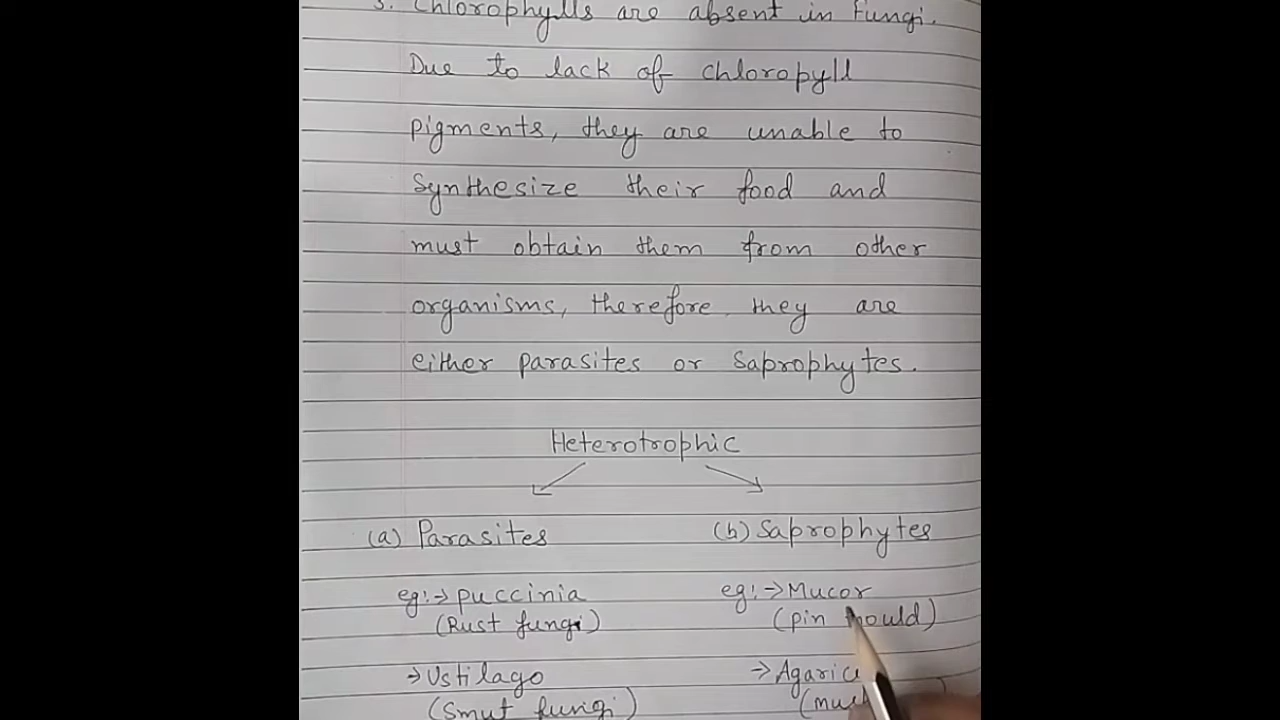 3. Chlorophylls are absent in Fungi.
Due to lack of chloropyll
pigments, they are unable to
Synthesize their food and
must obtain them from other
organisms, therefore they are
either parasites or Saprophytes.
Heterotrophic
(a) Parasites (b) Saprophytes
eg:→ puccinia eg:→ Mucor
(Rust fungi) (pin mould)
→ Ustilago → Agaric
(Smut fungi)